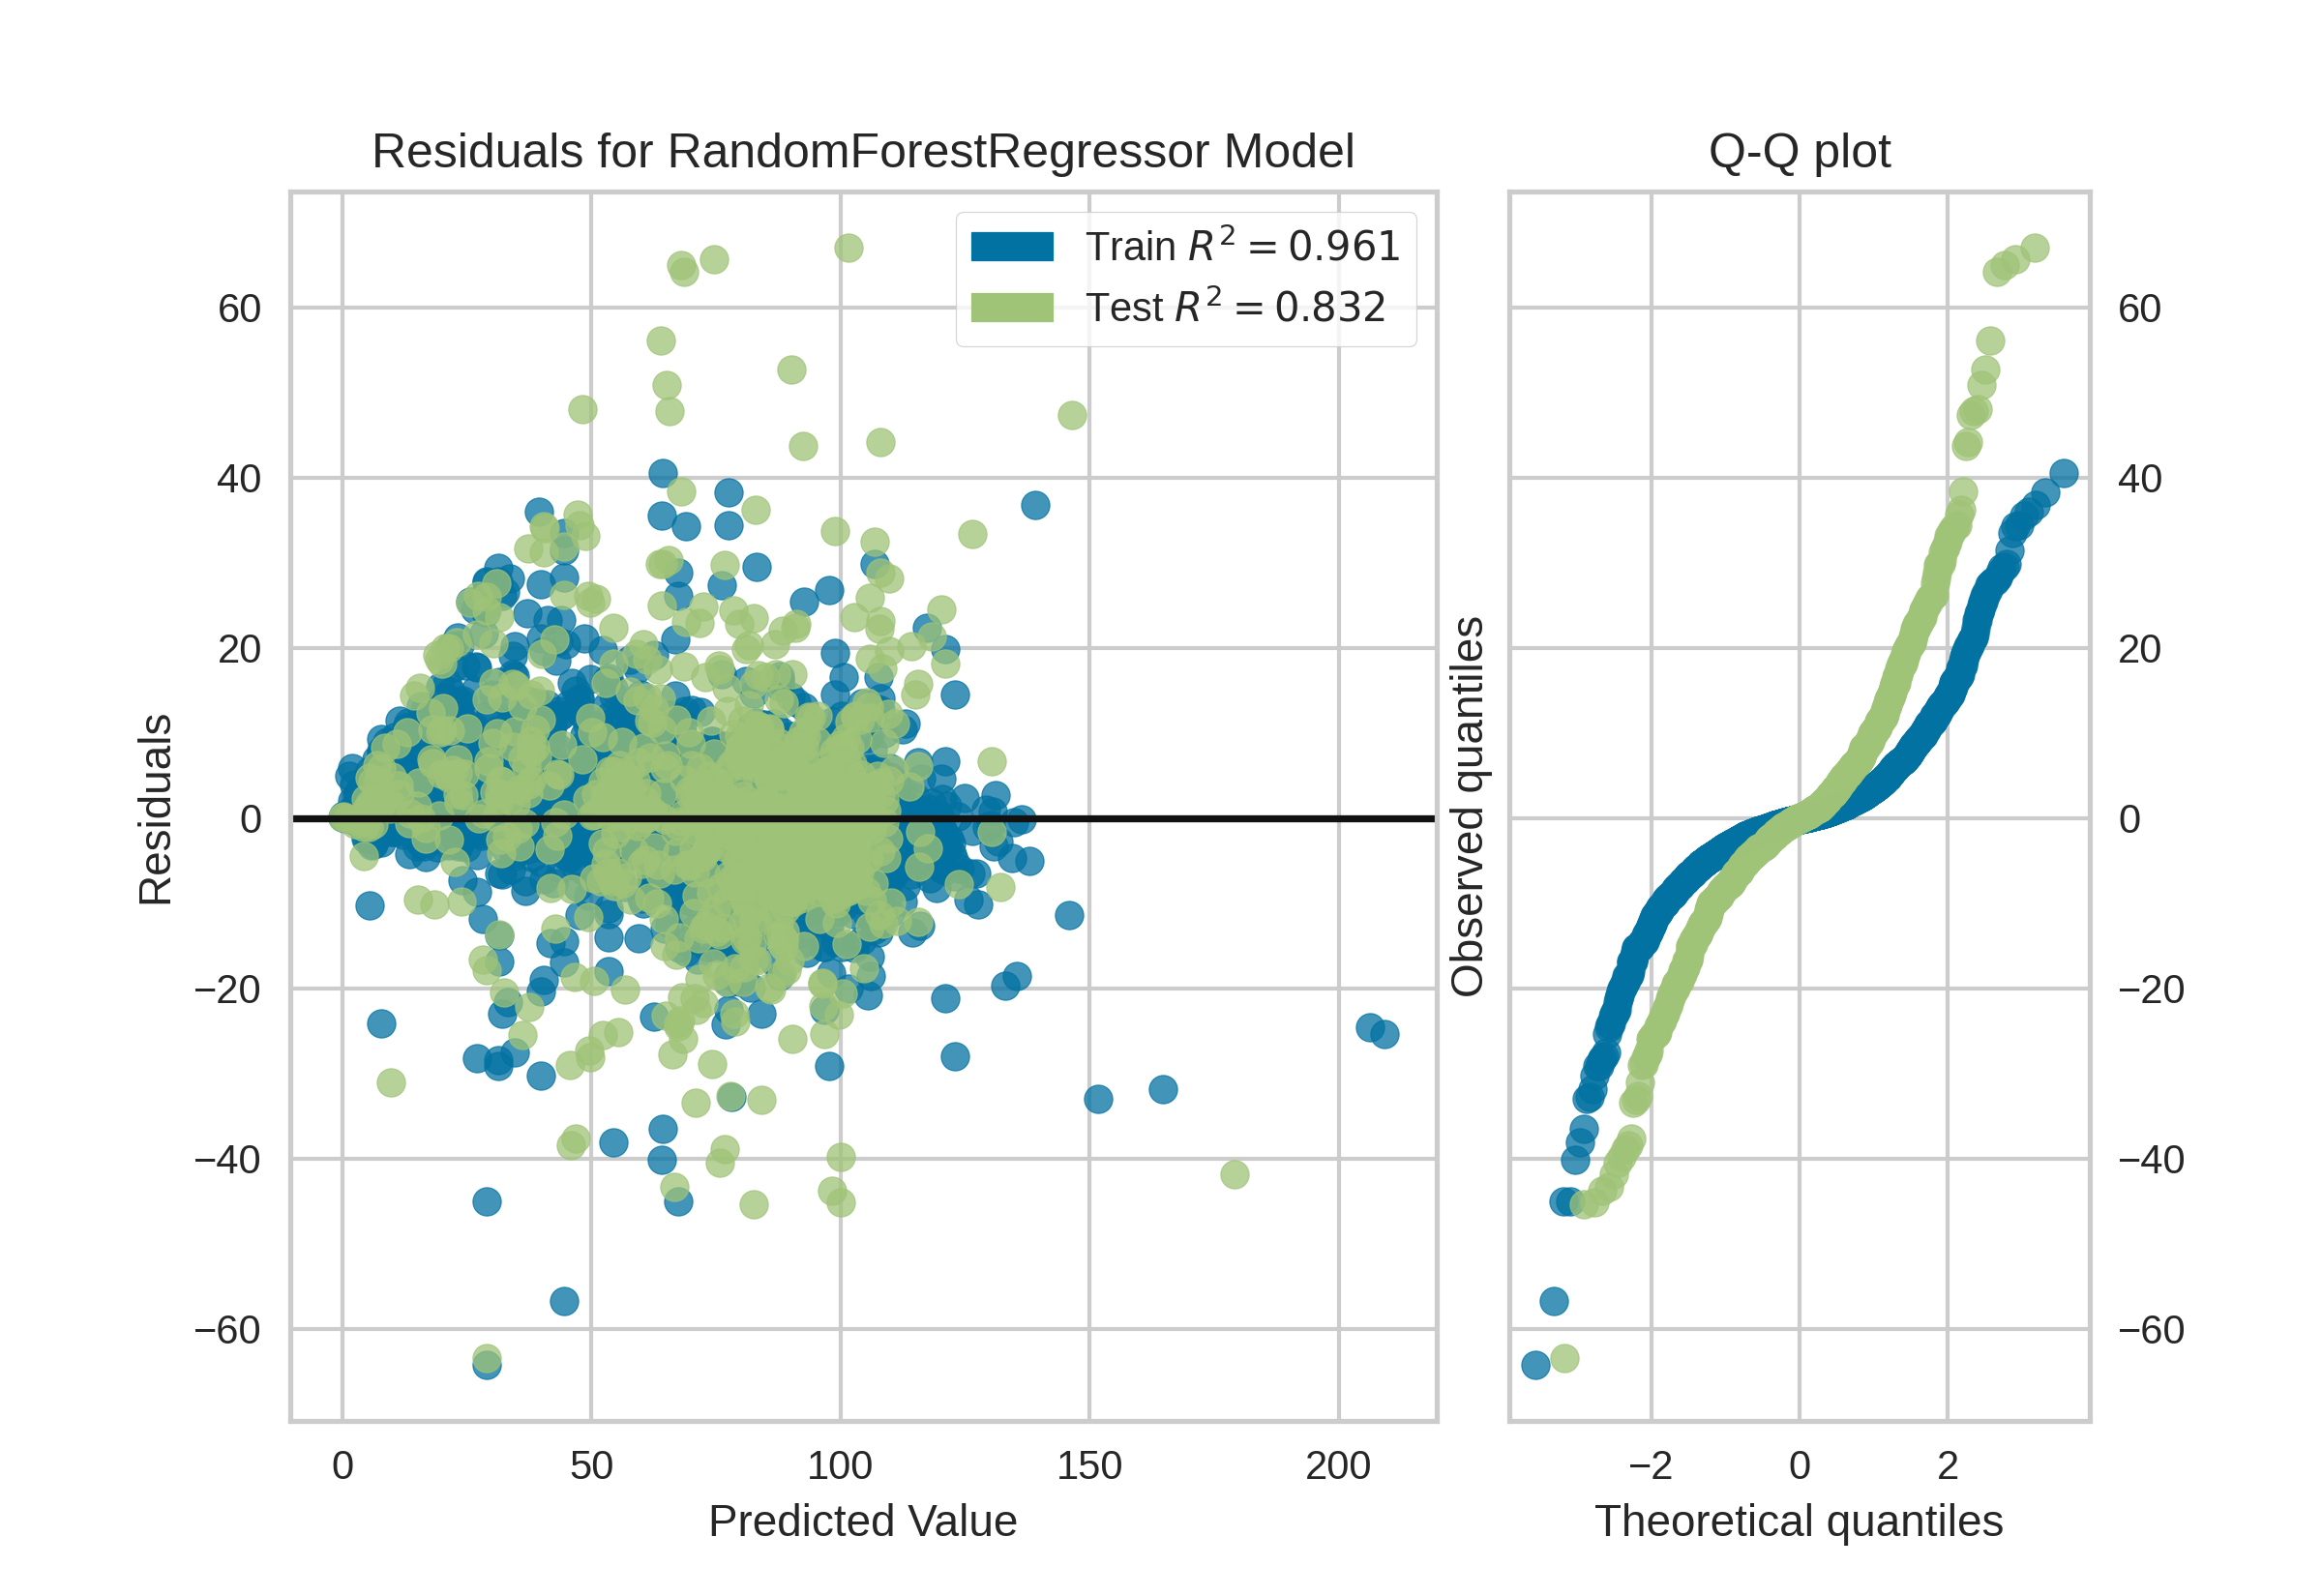 Residuals for RandomForestRegressor Model
Train R² = 0.961
Test R² = 0.832
Residuals
60
40
20
0
−20
−40
−60
0 50 100 150 200
Predicted Value
Q-Q plot
Observed quantiles
60
40
20
0
−20
−40
−60
−2 0 2
Theoretical quantiles